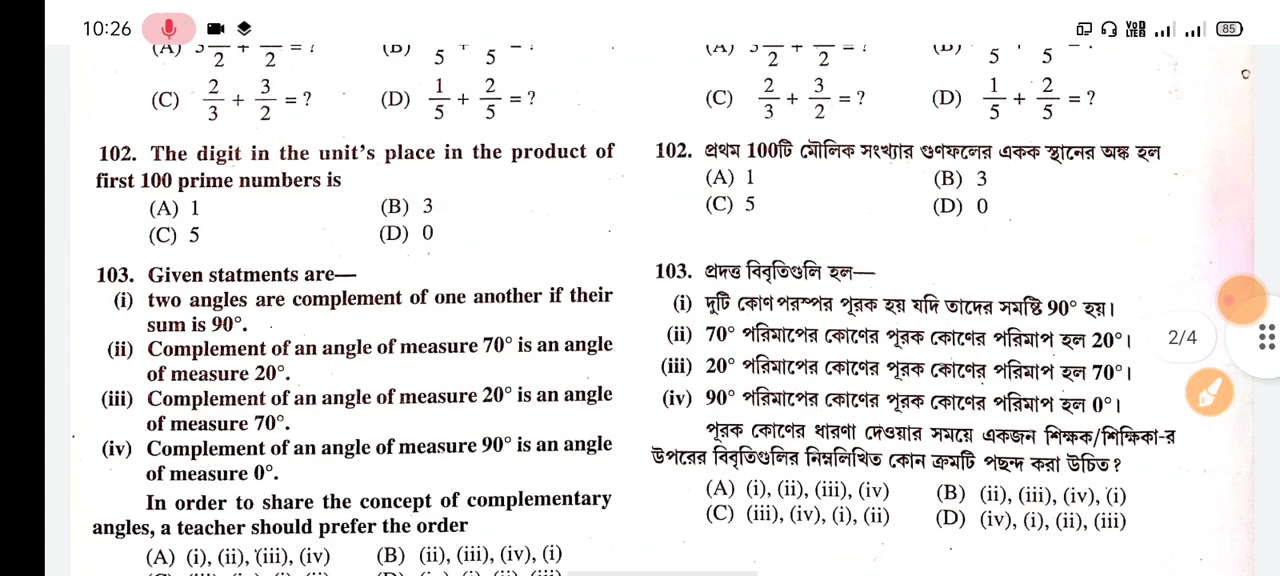 10:26
VoD LTE 85
(C) 2/3 + 3/2 = ?
(D) 1/5 + 2/5 = ?
102. The digit in the unit's place in the product of
first 100 prime numbers is
(A) 1
(B) 3
(C) 5
(D) 0
103. Given statments are—
(i) two angles are complement of one another if their
sum is 90°.
(ii) Complement of an angle of measure 70° is an angle
of measure 20°.
(iii) Complement of an angle of measure 20° is an angle
of measure 70°.
(iv) Complement of an angle of measure 90° is an angle
of measure 0°.
In order to share the concept of complementary
angles, a teacher should prefer the order
(A) (i), (ii), (iii), (iv)
(B) (ii), (iii), (iv), (i)
(C) 2/3 + 3/2 = ?
(D) 1/5 + 2/5 = ?
102. প্রথম 100টি মৌলিক সংখ্যার গুণফলের একক স্থানের অঙ্ক হল
(A) 1
(B) 3
(C) 5
(D) 0
103. প্রদত্ত বিবৃতিগুলি হল—
(i) দুটি কোণ পরস্পর পূরক হয় যদি তাদের সমষ্টি 90° হয়।
(ii) 70° পরিমাপের কোণের পূরক কোণের পরিমাপ হল 20°।
(iii) 20° পরিমাপের কোণের পূরক কোণের পরিমাপ হল 70°।
(iv) 90° পরিমাপের কোণের পূরক কোণের পরিমাপ হল 0°।
পূরক কোণের ধারণা দেওয়ার সময়ে একজন শিক্ষক/শিক্ষিকা-র
উপরের বিবৃতিগুলির নিম্নলিখিত কোন ক্রমটি পছন্দ করা উচিত?
(A) (i), (ii), (iii), (iv)
(B) (ii), (iii), (iv), (i)
(C) (iii), (iv), (i), (ii)
(D) (iv), (i), (ii), (iii)
2/4